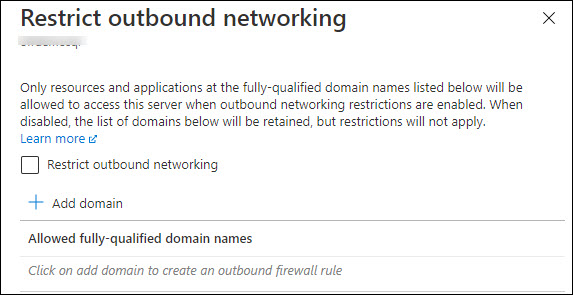 Restrict outbound networking
Only resources and applications at the fully-qualified domain names listed below will be
allowed to access this server when outbound networking restrictions are enabled. When
disabled, the list of domains below will be retained, but restrictions will not apply.
Learn more
Restrict outbound networking
Add domain
Allowed fully-qualified domain names
Click on add domain to create an outbound firewall rule